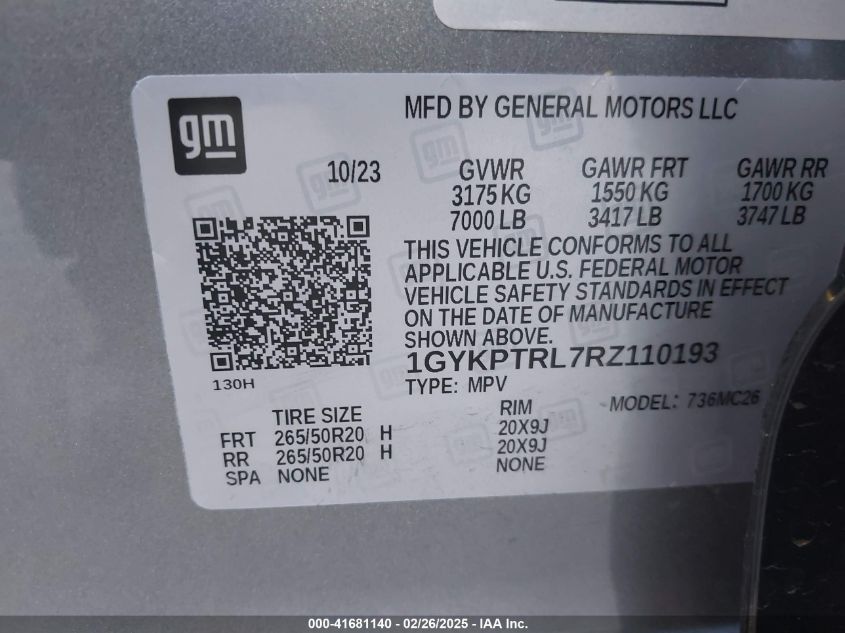 gm
MFD BY GENERAL MOTORS LLC
10/23
GVWR GAWR FRT GAWR RR
3175 KG 1550 KG 1700 KG
7000 LB 3417 LB 3747 LB
THIS VEHICLE CONFORMS TO ALL
APPLICABLE U.S. FEDERAL MOTOR
VEHICLE SAFETY STANDARDS IN EFFECT
ON THE DATE OF MANUFACTURE
SHOWN ABOVE.
1GYKPTRL7RZ110193
130H
TYPE: MPV
MODEL: 736MC26
TIRE SIZE RIM
FRT 265/50R20 H 20X9J
RR 265/50R20 H 20X9J
SPA NONE NONE
000-41681140 - 02/26/2025 - IAA Inc.